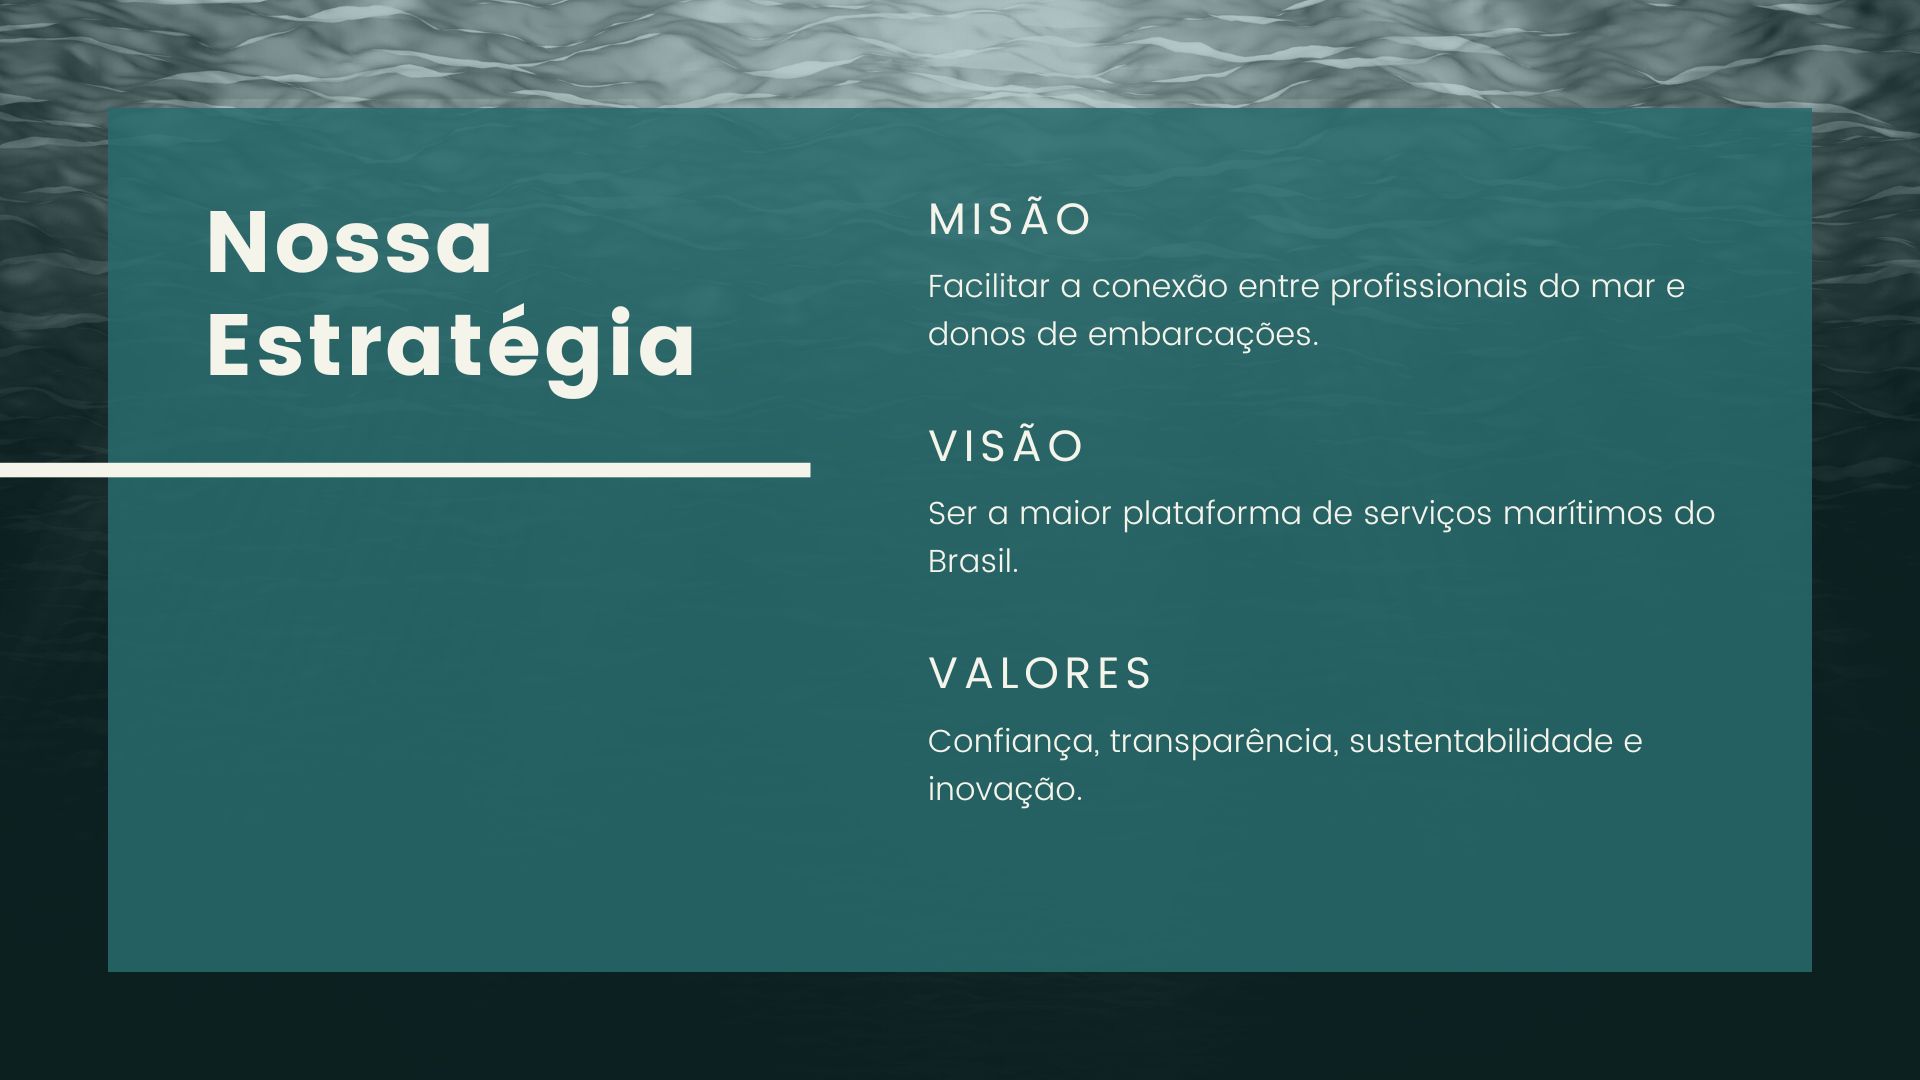 Nossa
Estratégia
MISÃO
Facilitar a conexão entre profissionais do mar e
donos de embarcações.
VISÃO
Ser a maior plataforma de serviços marítimos do
Brasil.
VALORES
Confiança, transparência, sustentabilidade e
inovação.